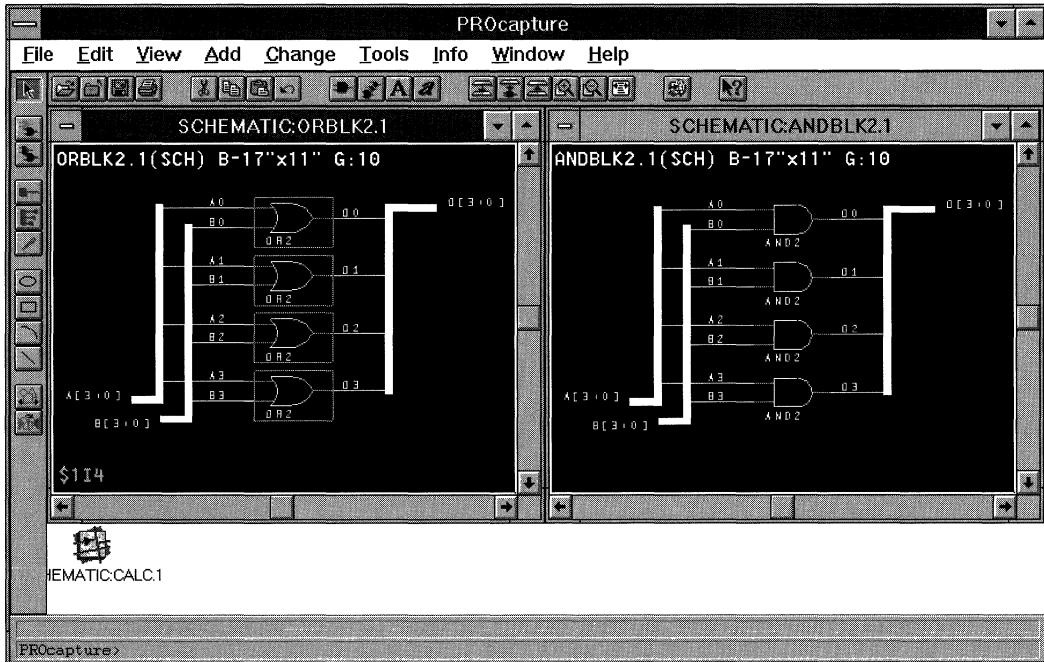 PROcapture
File Edit View Add Change Tools Info Window Help
A a
SCHEMATIC:ORBLK2.1
ORBLK2.1(SCH) B-17"x11" G:10
A0
B0
OR2
O0
O[3:0]
A1
B1
OR2
O1
A2
B2
OR2
O2
A3
B3
OR2
O3
A[3:0]
B[3:0]
$1I4
SCHEMATIC:ANDBLK2.1
ANDBLK2.1(SCH) B-17"x11" G:10
A0
B0
AND2
O0
O[3:0]
A1
B1
AND2
O1
A2
B2
AND2
O2
A3
B3
AND2
O3
A[3:0]
B[3:0]
HEMATIC:CALC.1
PROcapture>